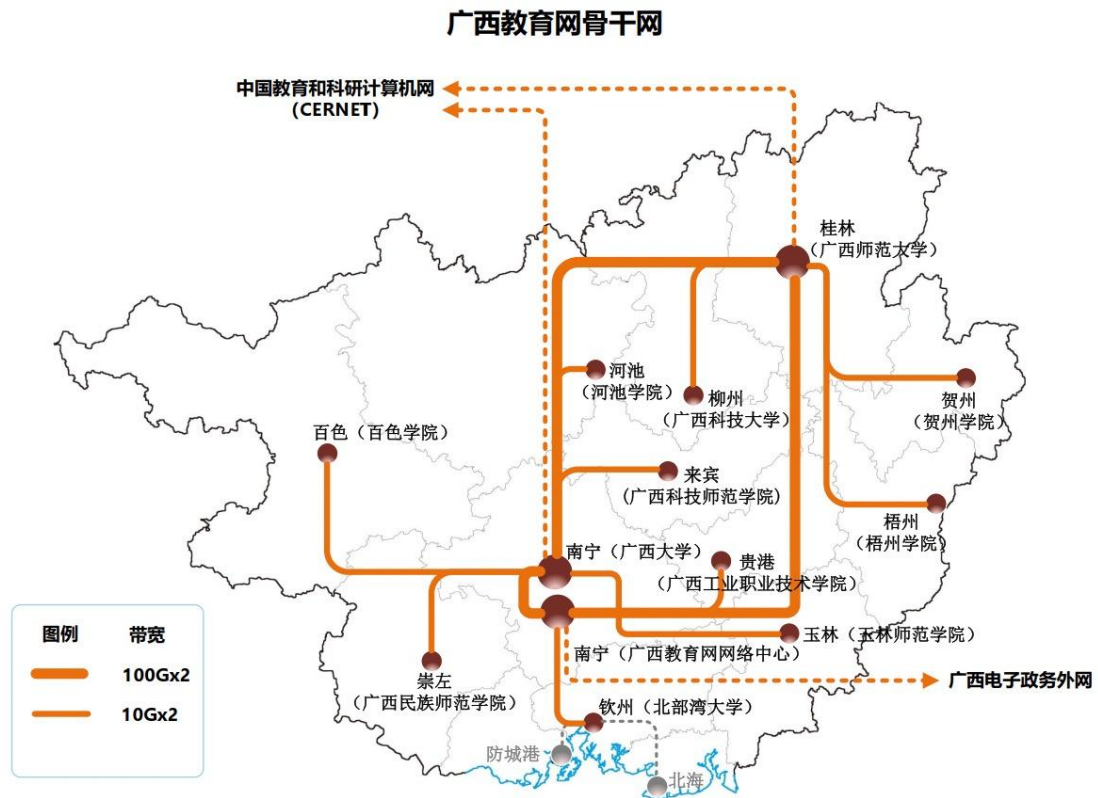 广西教育网骨干网
中国教育和科研计算机网
（CERNET）
桂林
（广西师范大学）
河池
（河池学院）
柳州
（广西科技大学）
贺州
（贺州学院）
百色（百色学院）
来宾
（广西科技师范学院）
梧州
（梧州学院）
南宁（广西大学）
贵港
（广西工业职业技术学院）
玉林（玉林师范学院）
南宁（广西教育网网络中心）
广西电子政务外网
崇左
（广西民族师范学院）
钦州（北部湾大学）
防城港
北海
图例 带宽
100Gx2
10Gx2